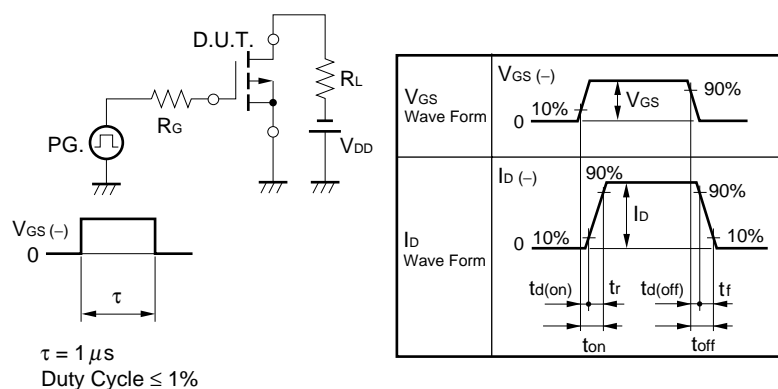 D.U.T.
RL
RG
PG.
VDD
VGS (–)
0
τ
τ = 1 μs
Duty Cycle ≤ 1%
VGS
Wave Form
VGS (–)
90%
VGS
10%
0
ID
Wave Form
ID (–)
90%
90%
ID
0
10%
10%
td(on)
tr
td(off)
tf
ton
toff